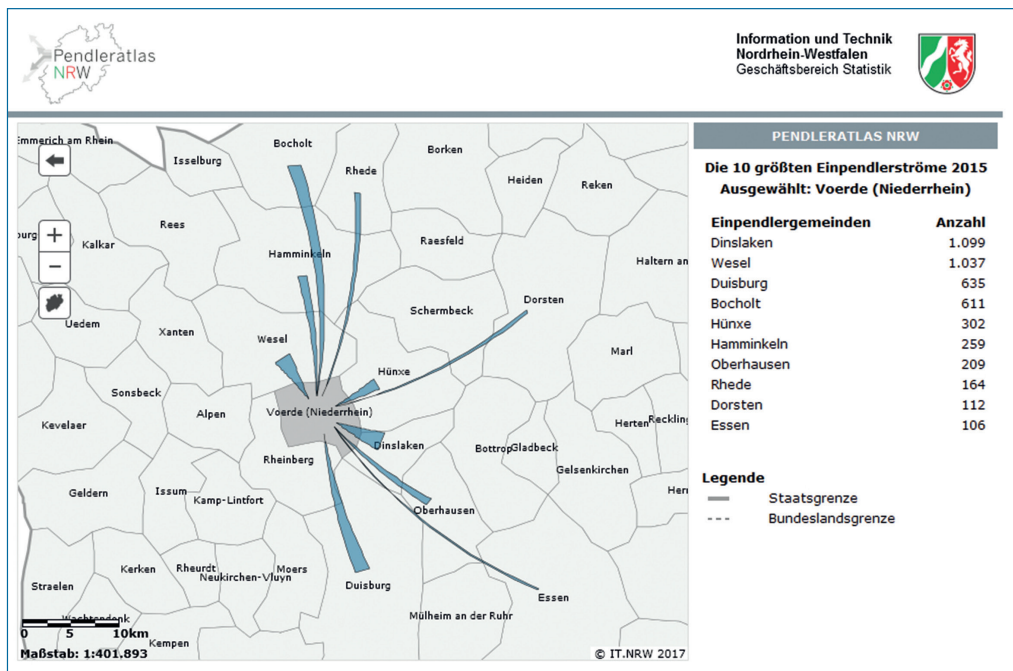 Pendleratlas
NRW
Information und Technik
Nordrhein-Westfalen
Geschäftsbereich Statistik
Emmerich am Rhein
Isselburg
Bocholt
Rhede
Borken
Heiden
Reken
Rees
Kalkar
Hamminkeln
Raesfeld
Haltern an
Dorsten
Uedem
Xanten
Wesel
Schermbeck
Marl
Hünxe
Sonsbeck
Alpen
Voerde (Niederrhein)
Kevelaer
Herten
Reckling
Dinslaken
Bottrop
Gladbeck
Rheinberg
Gelsenkirchen
Geldern
Issum
Kamp-Lintfort
Oberhausen
Kerken
Rheurdt
Neukirchen-Vluyn
Moers
Straelen
Duisburg
Essen
Mülheim an der Ruhr
Wachtendonk
Kempen
0 5 10km
Maßstab: 1:401.893
© IT.NRW 2017
PENDLERATLAS NRW
Die 10 größten Einpendlerströme 2015
Ausgewählt: Voerde (Niederrhein)
Einpendlergemeinden Anzahl
Dinslaken 1.099
Wesel 1.037
Duisburg 635
Bocholt 611
Hünxe 302
Hamminkeln 259
Oberhausen 209
Rhede 164
Dorsten 112
Essen 106
Legende
Staatsgrenze
Bundeslandsgrenze